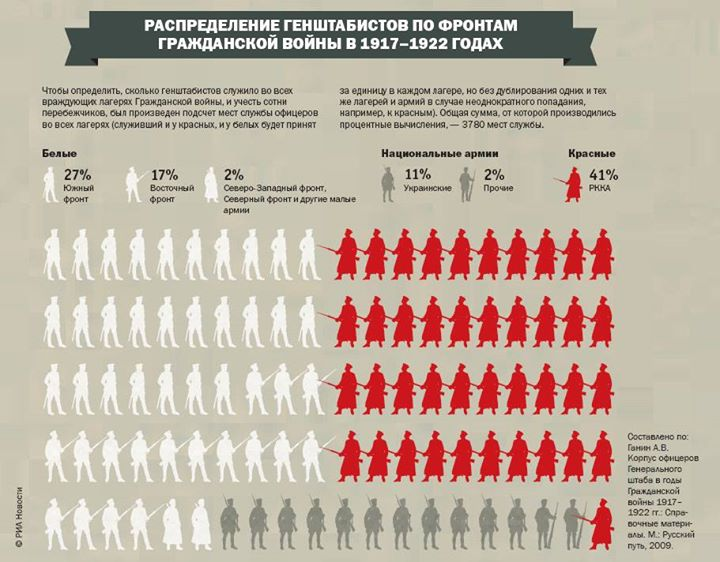 РАСПРЕДЕЛЕНИЕ ГЕНШТАБИСТОВ ПО ФРОНТАМ
ГРАЖДАНСКОЙ ВОЙНЫ В 1917–1922 ГОДАХ
Чтобы определить, сколько генштабистов служило во всех
враждующих лагерях Гражданской войны, и учесть сотни
перебежчиков, был произведен подсчет мест службы офицеров
во всех лагерях (служивший и у красных, и у белых будет принят
за единицу в каждом лагере, но без дублирования одних и тех
же лагерей и армий в случае неоднократного попадания,
например, к красным). Общая сумма, от которой производились
процентные вычисления, — 3780 мест службы.
Белые
27%
Южный
фронт
17%
Восточный
фронт
2%
Северо-Западный фронт,
Северный фронт и другие малые
армии
Национальные армии
11%
Украинские
2%
Прочие
Красные
41%
РККА
Составлено по:
Ганин А.В.
Корпус офицеров
Генерального
штаба в годы
Гражданской
войны 1917–
1922 гг.: Спра-
вочные матери-
алы. М.: Русский
путь, 2009.
© РИА Новости